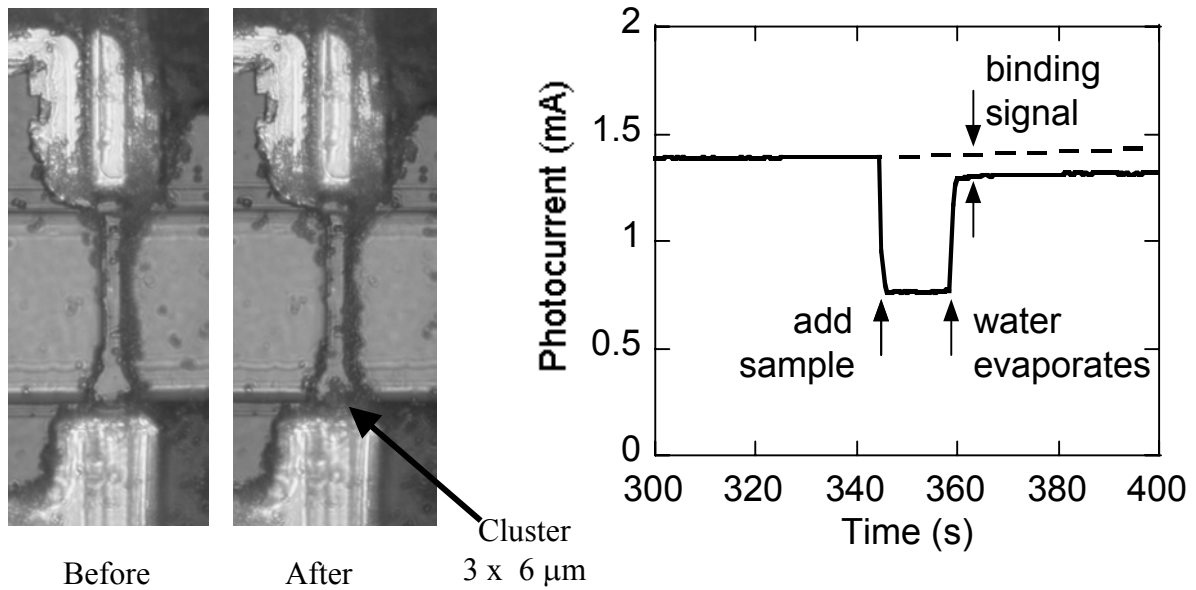 Before
After
Cluster
3 x 6 μm
Photocurrent (mA)
2
1.5
1
0.5
0
binding
signal
add
sample
water
evaporates
300 320 340 360 380 400
Time (s)